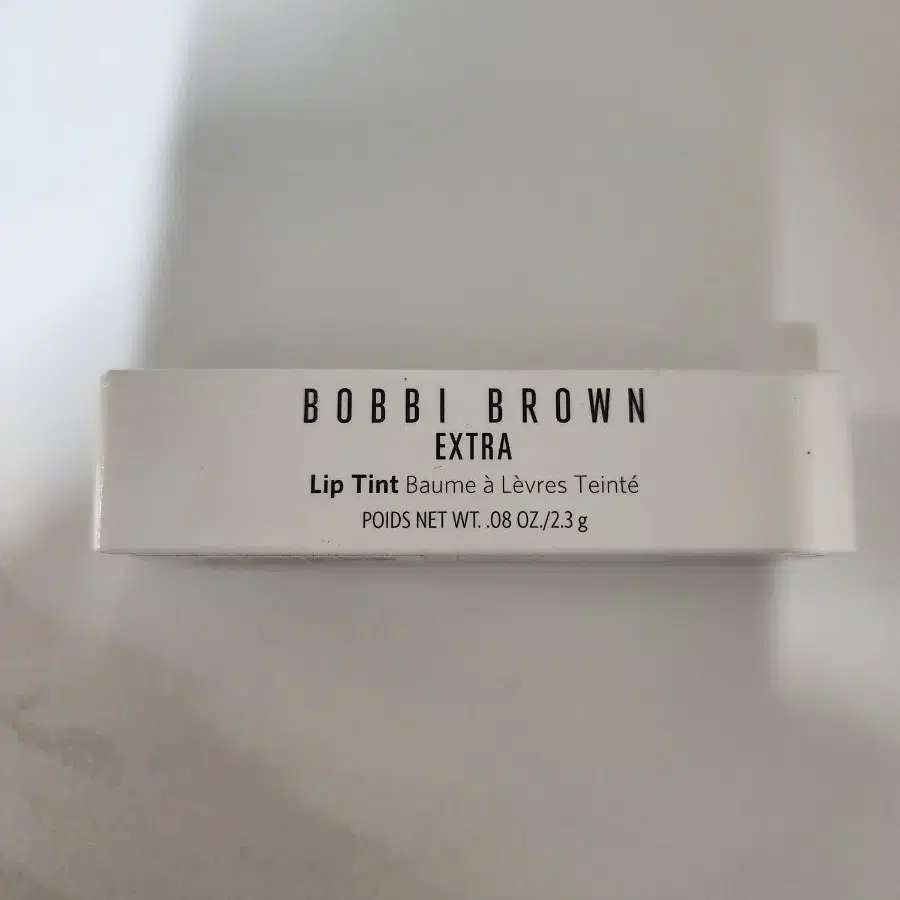 BOBBI BROWN
EXTRA
Lip Tint Baume à Lèvres Teinté
POIDS NET WT. .08 OZ./2.3 g